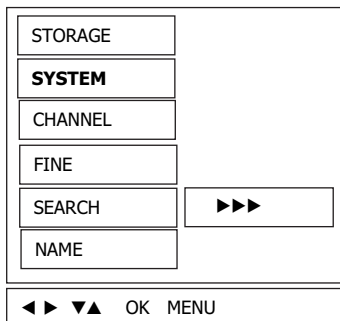 STORAGE
SYSTEM
CHANNEL
FINE
SEARCH ▶▶▶
NAME
◀ ▶ ▼▲ OK MENU